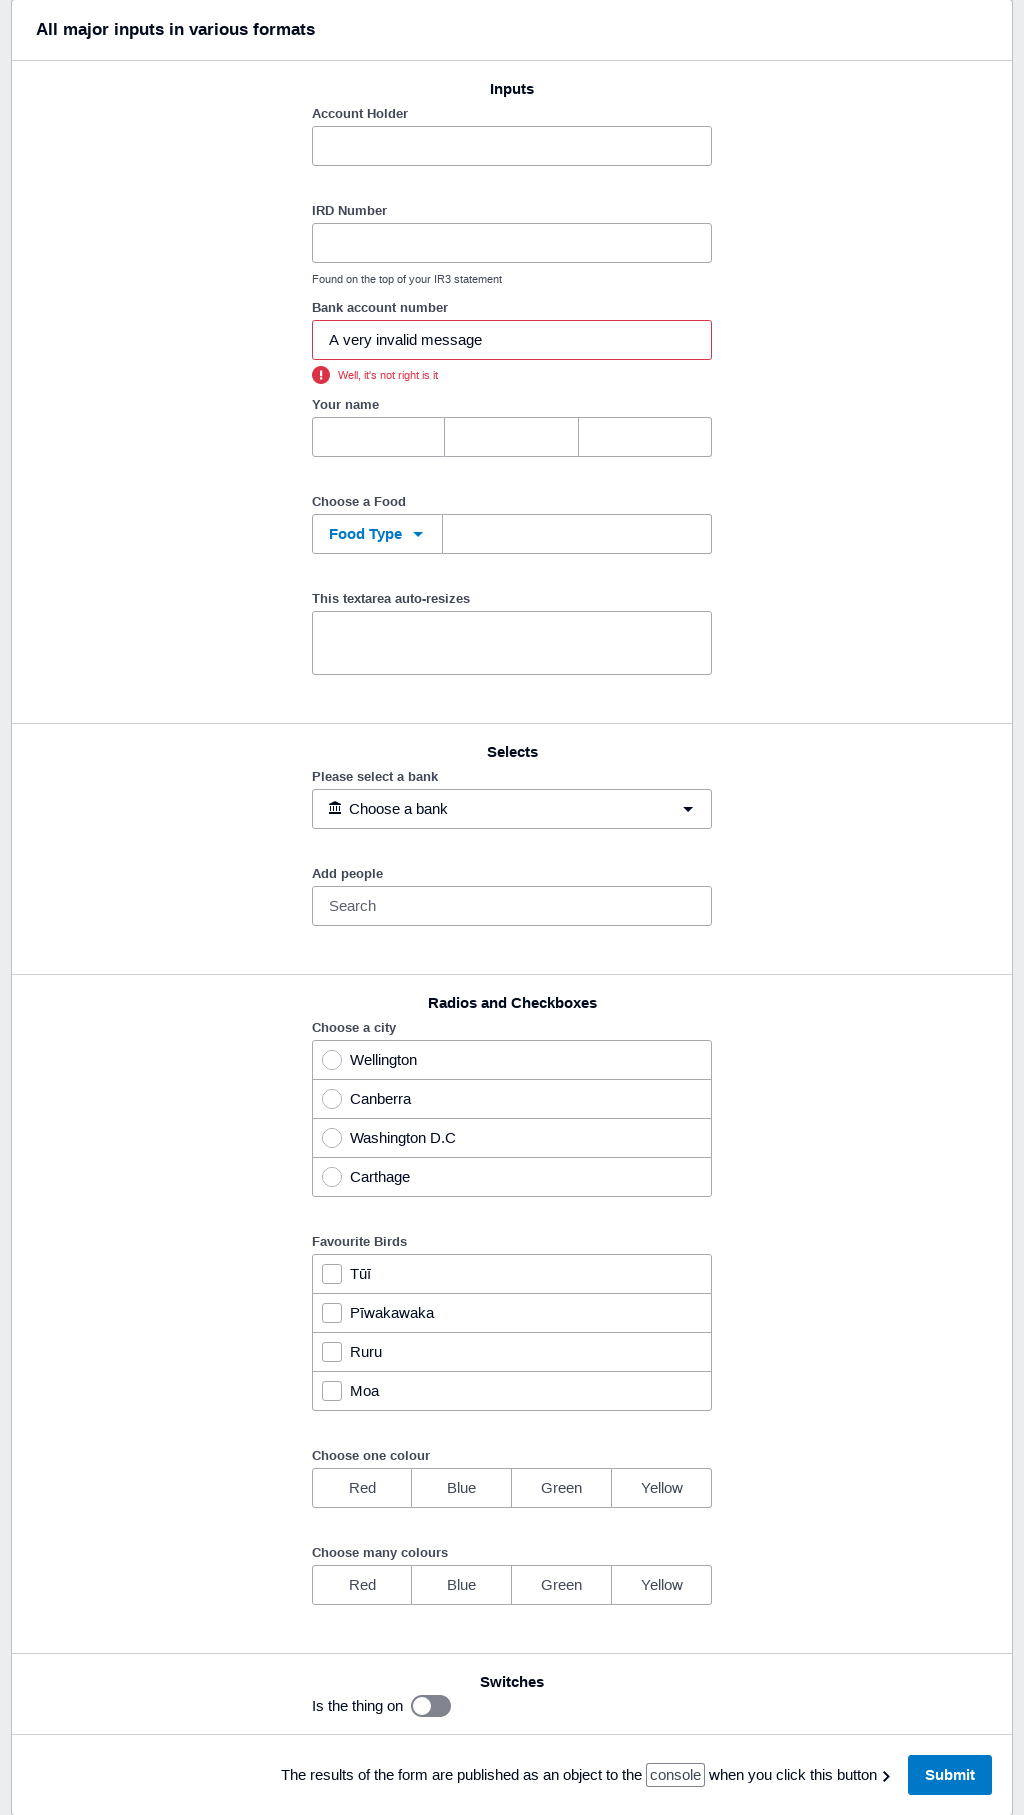 All major inputs in various formats
Inputs
Account Holder
IRD Number
Found on the top of your IR3 statement
Bank account number
A very invalid message
Well, it's not right is it
Your name
Choose a Food
Food Type
This textarea auto-resizes
Selects
Please select a bank
Choose a bank
Add people
Search
Radios and Checkboxes
Choose a city
Wellington
Canberra
Washington D.C
Carthage
Favourite Birds
Tūī
Pīwakawaka
Ruru
Moa
Choose one colour
Red Blue Green Yellow
Choose many colours
Red Blue Green Yellow
Switches
Is the thing on
The results of the form are published as an object to the console when you click this button Submit